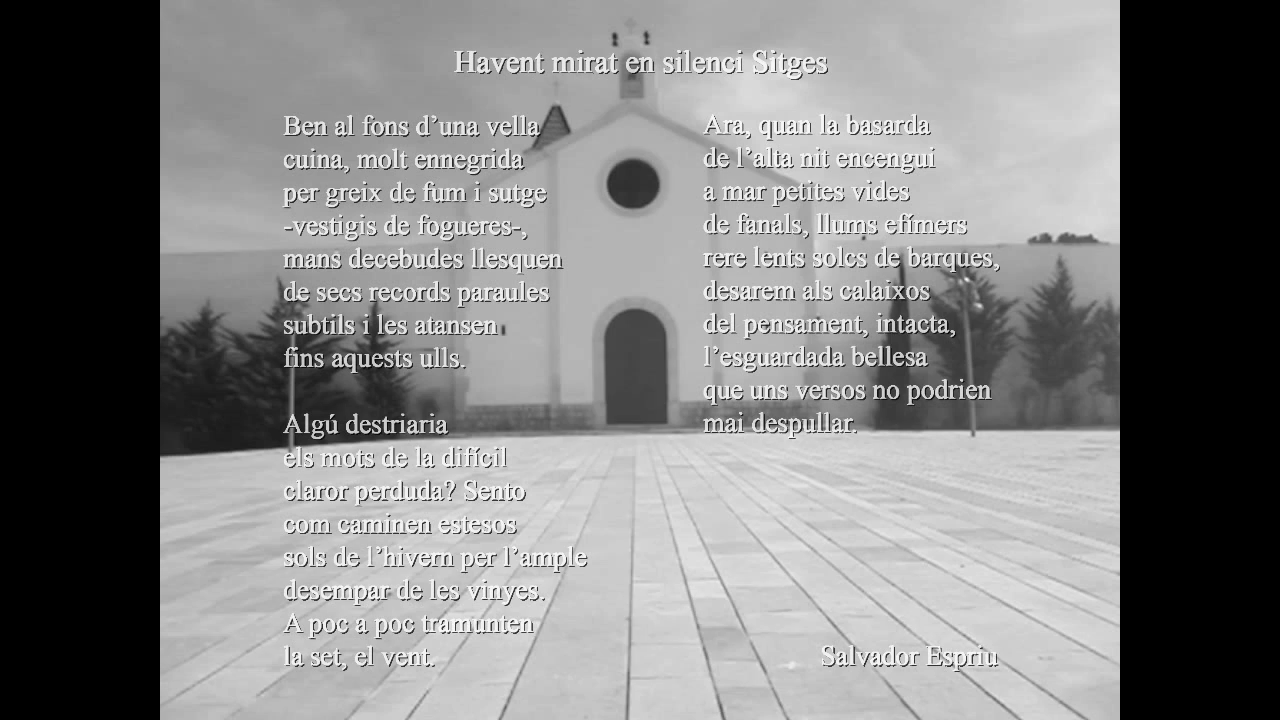 Havent mirat en silenci Sitges
Ben al fons d’una vella
cuina, molt ennegrida
per greix de fum i sutge
-vestigis de fogueres-,
mans decebudes llesquen
de secs records paraules
subtils i les atansen
fins aquests ulls.
Algú destriaria
els mots de la difícil
claror perduda? Sento
com caminen estesos
sols de l’hivern per l’ample
desempar de les vinyes.
A poc a poc tramunten
la set, el vent.
Ara, quan la basarda
de l’alta nit encengui
a mar petites vides
de fanals, llums efímers
rere lents solcs de barques,
desarem als calaixos
del pensament, intacta,
l’esguardada bellesa
que uns versos no podrien
mai despullar.
Salvador Espriu